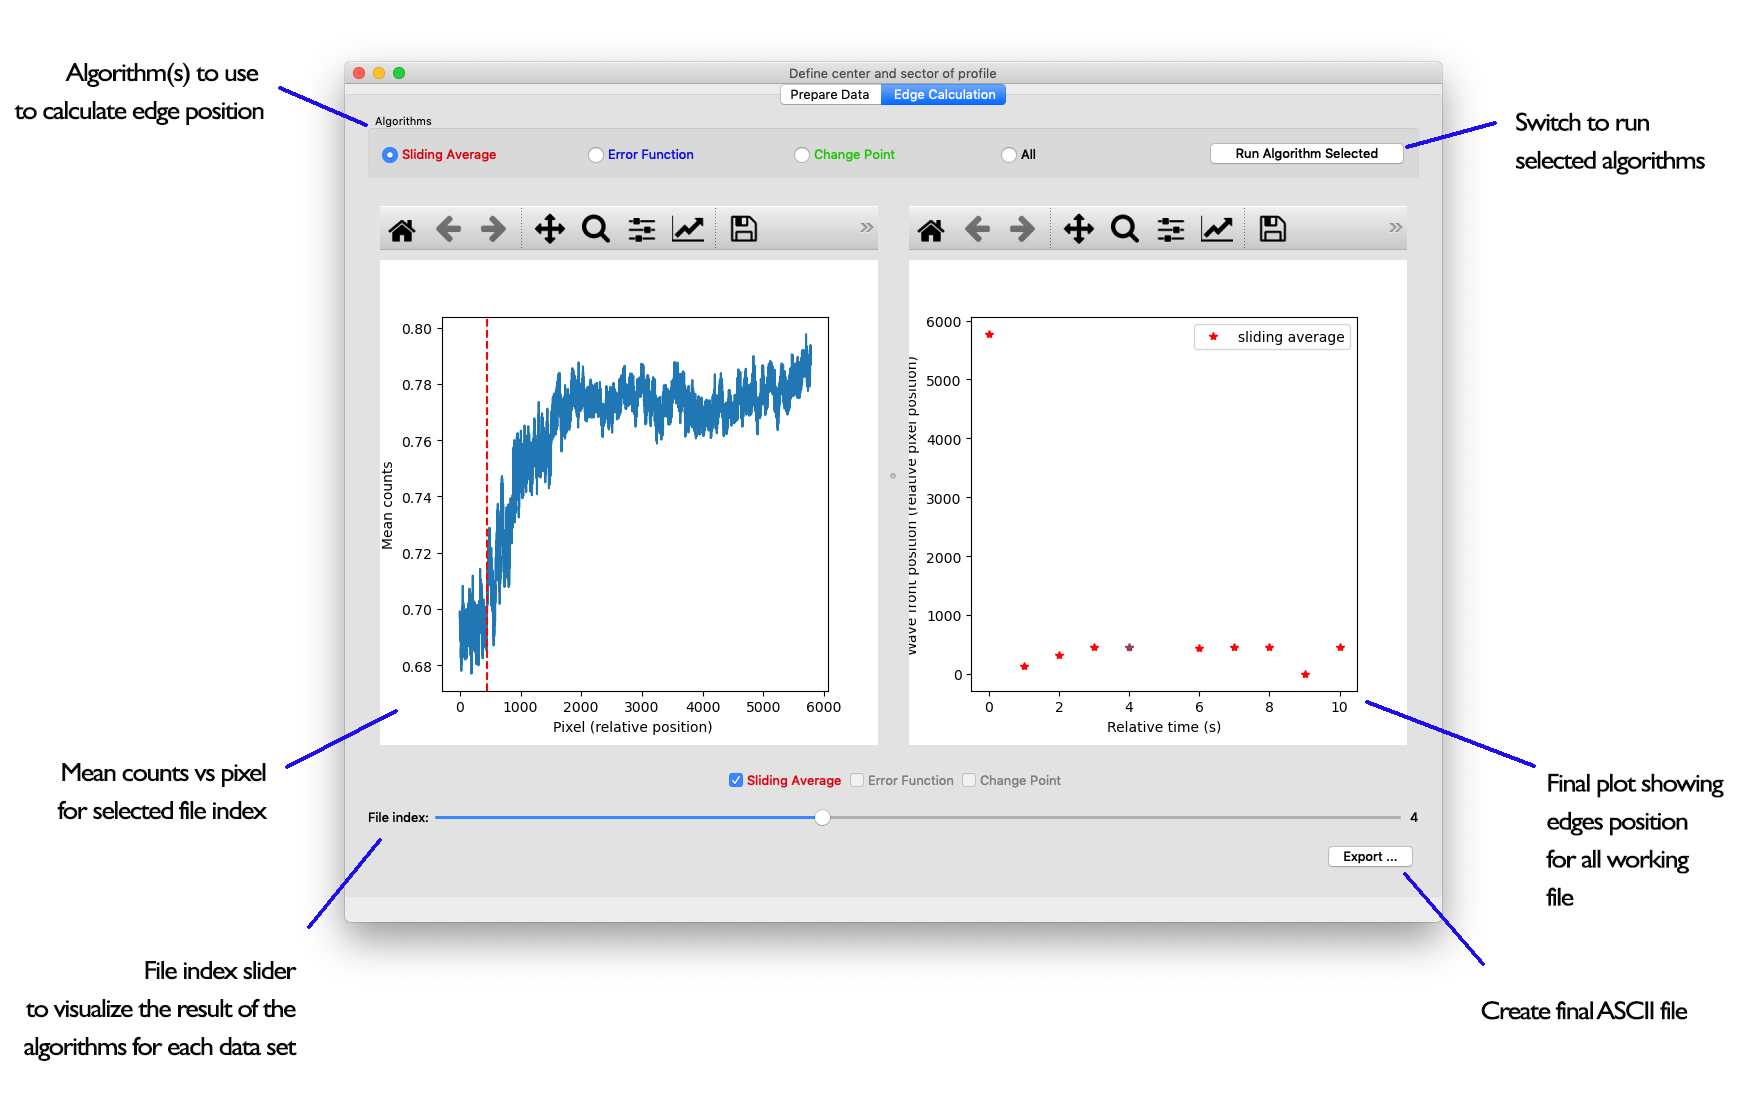 Algorithm(s) to use
to calculate edge position
Define center and sector of profile
Prepare Data
Edge Calculation
Algorithms
Sliding Average
Error Function
Change Point
All
Run Algorithm Selected
Switch to run
selected algorithms
0.80
0.78
0.76
0.74
0.72
0.70
0.68
Mean counts
0
1000
2000
3000
4000
5000
6000
Pixel (relative position)
6000
5000
4000
3000
2000
1000
0
Wave front position (relative pixel position)
sliding average
0
2
4
6
8
10
Relative time (s)
Mean counts vs pixel
for selected file index
Sliding Average
Error Function
Change Point
File index:
4
Export ...
Final plot showing
edges position
for all working
file
File index slider
to visualize the result of the
algorithms for each data set
Create final ASCII file